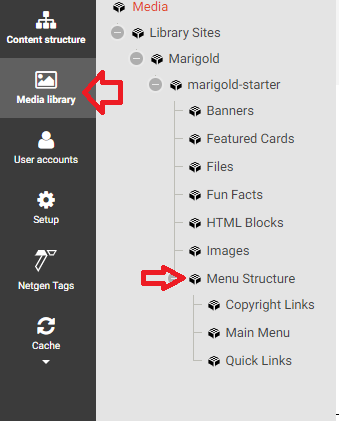 Content structure
Media library
User accounts
Setup
Netgen Tags
Cache
Media
Library Sites
Marigold
marigold-starter
Banners
Featured Cards
Files
Fun Facts
HTML Blocks
Images
Menu Structure
Copyright Links
Main Menu
Quick Links